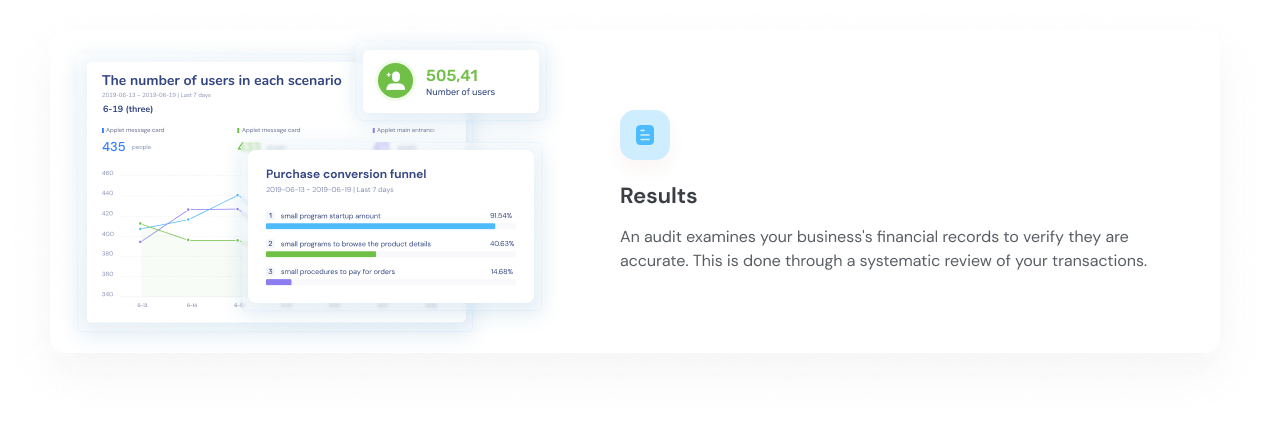 The number of users in each scenario
2019-06-13 ~ 2019-06-19 | Last 7 days
6-19 (three)
Applet message card
Applet message card
Applet main entranc
435 people
460
440
420
400
380
360
340
6-13
6-14
505,41
Number of users
Purchase conversion funnel
2019-06-13 ~ 2019-06-19 | Last 7 days
1 small program startup amount 91.54%
2 small programs to browse the product details 40.63%
3 small procedures to pay for orders 14.68%
Results
An audit examines your business's financial records to verify they are
accurate. This is done through a systematic review of your transactions.